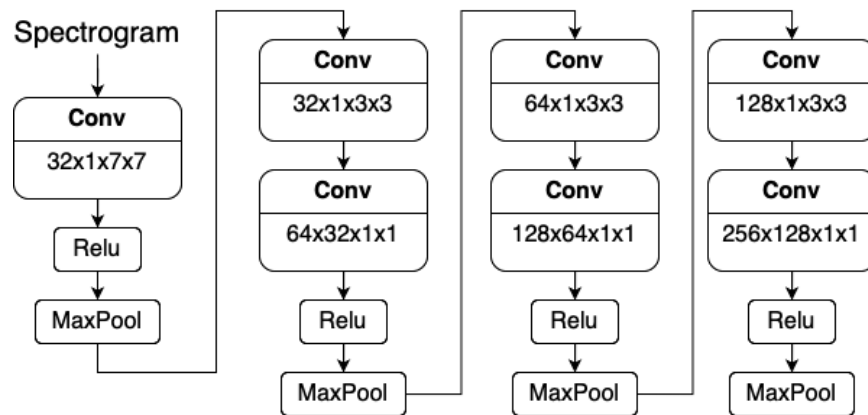 Spectrogram
Conv
32x1x7x7
Relu
MaxPool
Conv
32x1x3x3
Conv
64x32x1x1
Relu
MaxPool
Conv
64x1x3x3
Conv
128x64x1x1
Relu
MaxPool
Conv
128x1x3x3
Conv
256x128x1x1
Relu
MaxPool